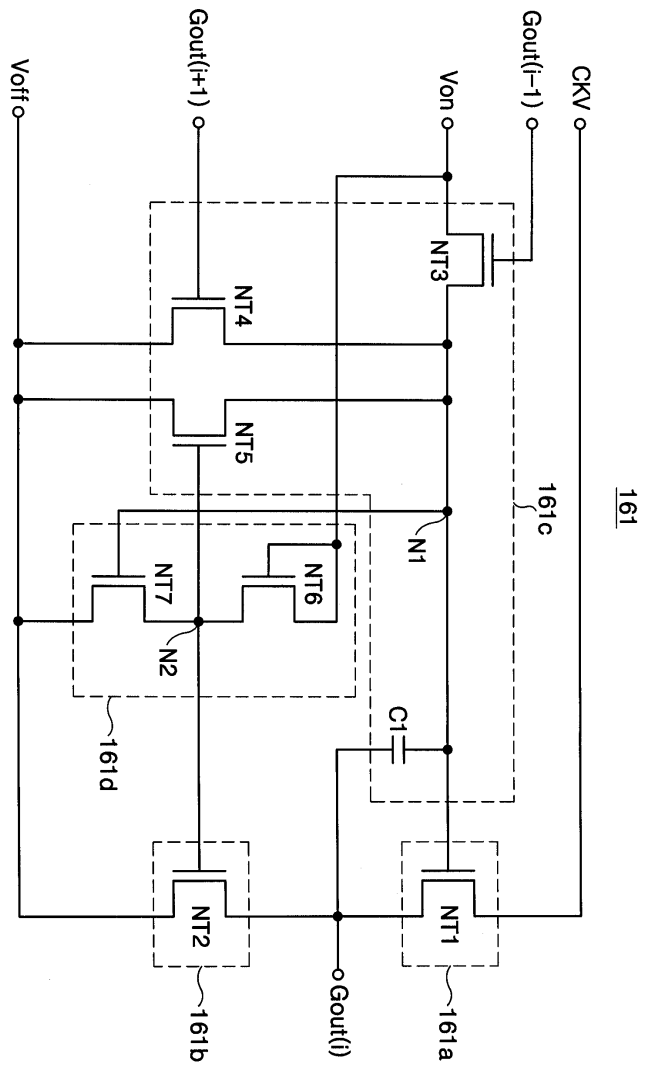 161
CKV
Gout(i−1)
Von
Gout(i+1)
Voff
161c
NT3
NT4
NT5
N1
NT6
NT7
N2
161d
C1
NT1
161a
NT2
161b
Gout(i)